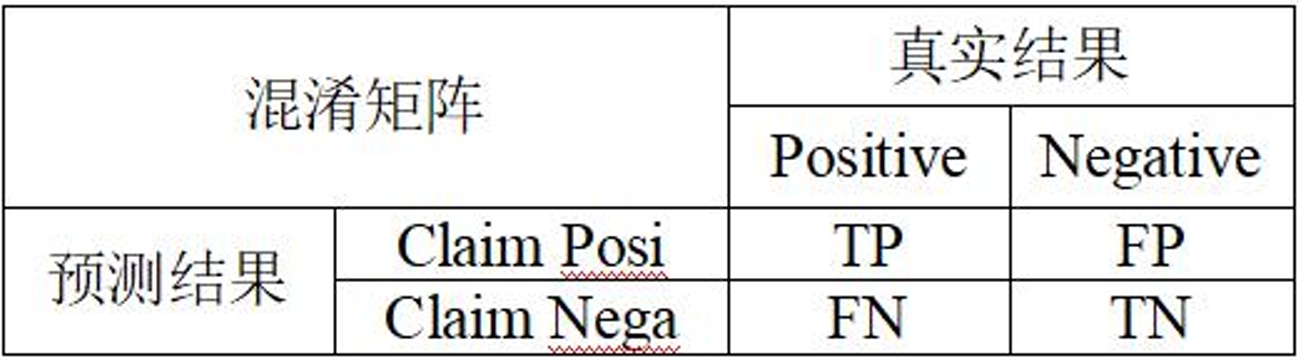 混淆矩阵
真实结果
Positive
Negative
预测结果
Claim Posi
TP
FP
Claim Nega
FN
TN